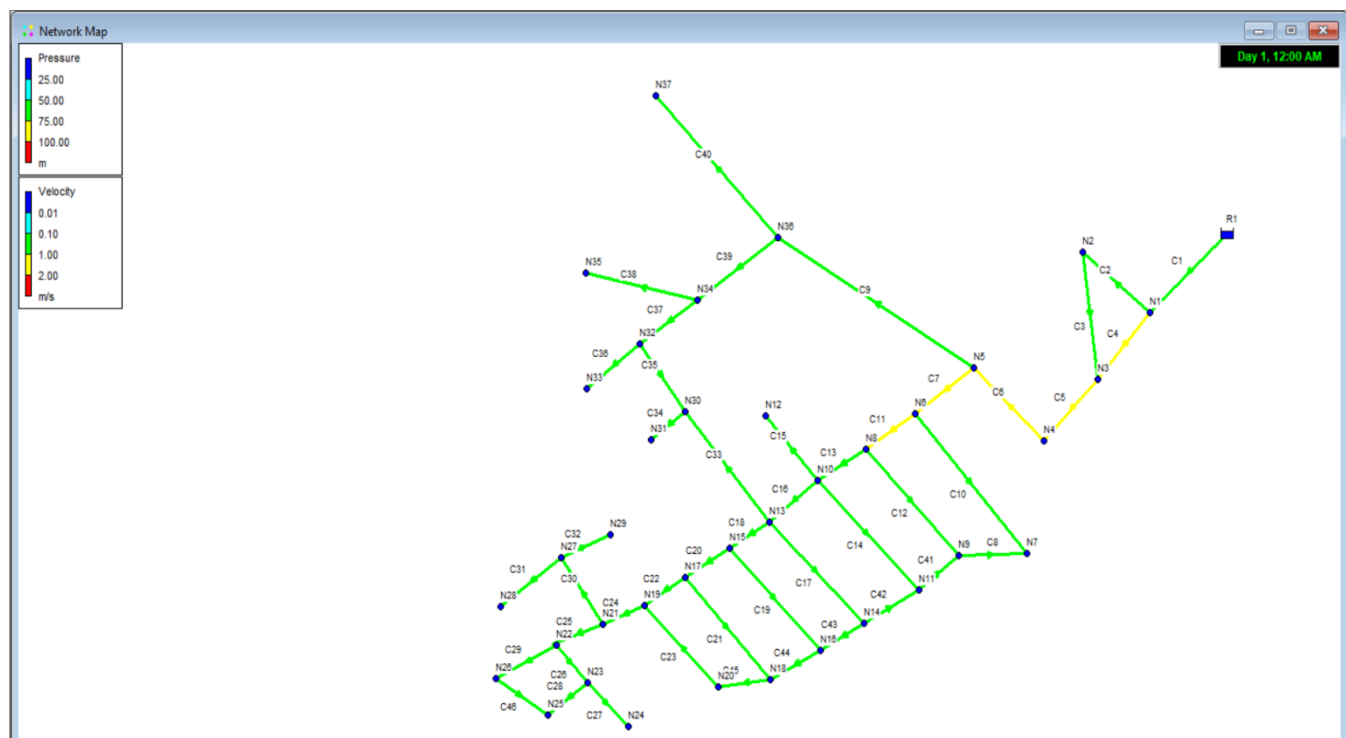 Network Map
Day 1, 12:00 AM
Pressure
25.00
50.00
75.00
100.00
m
Velocity
0.01
0.10
1.00
2.00
m/s
N37
C40
R1
N36
N2
C1
C2
C39
N35
C38
N34
C9
N1
C3
C4
C37
N32
N5
N3
C36
C35
C7
C6
C5
N33
N30
N12
N6
C34
C11
N31
C15
N8
N4
C33
C13
N10
C16
C10
C12
N13
C18
N29
C32
N15
C14
N27
C20
N9
C8
N7
C41
C31
C30
N17
C17
N11
C22
C42
N28
C24
N19
C19
N21
C43
N14
C25
C21
N16
N22
C44
C29
C23
C26
N23
C45
N18
N26
C28
N20
C46
N25
C27
N24